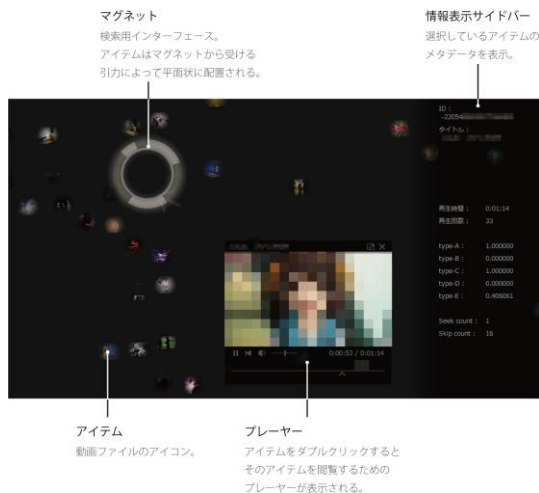 マグネット
検索用インターフェース。
アイテムはマグネットから受ける
引力によって平面状に配置される。
情報表示サイドバー
選択しているアイテムの
メタデータを表示。
ID :
-22054
タイトル :
再生時間 : 0:01:14
再生回数 : 33
type-A : 1.000000
type-B : 0.000000
type-C : 1.000000
type-D : 0.000000
type-E : 0.406061
Seek count : 1
Skip count : 16
0:00:53 / 0:01:14
アイテム
動画ファイルのアイコン。
プレーヤー
アイテムをダブルクリックすると
そのアイテムを閲覧するための
プレーヤーが表示される。